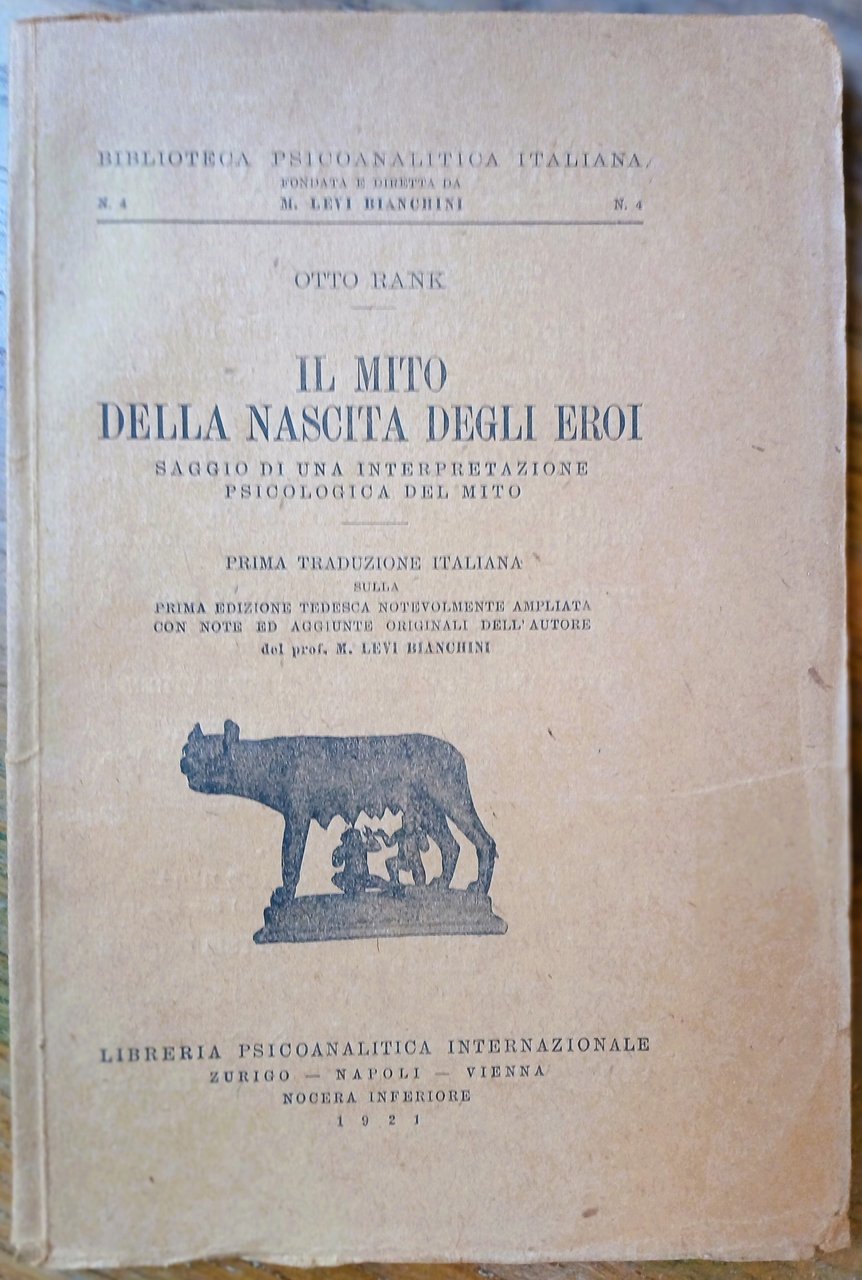 BIBLIOTECA PSICOANALITICA ITALIANA
FONDATA E DIRETTA DA
N. 4 M. LEVI BIANCHINI N. 4
OTTO RANK
IL MITO
DELLA NASCITA DEGLI EROI
SAGGIO DI UNA INTERPRETAZIONE
PSICOLOGICA DEL MITO
PRIMA TRADUZIONE ITALIANA
SULLA
PRIMA EDIZIONE TEDESCA NOTEVOLMENTE AMPLIATA
CON NOTE ED AGGIUNTE ORIGINALI DELL'AUTORE
del prof. M. LEVI BIANCHINI
LIBRERIA PSICOANALITICA INTERNAZIONALE
ZURIGO — NAPOLI — VIENNA
NOCERA INFERIORE
1921